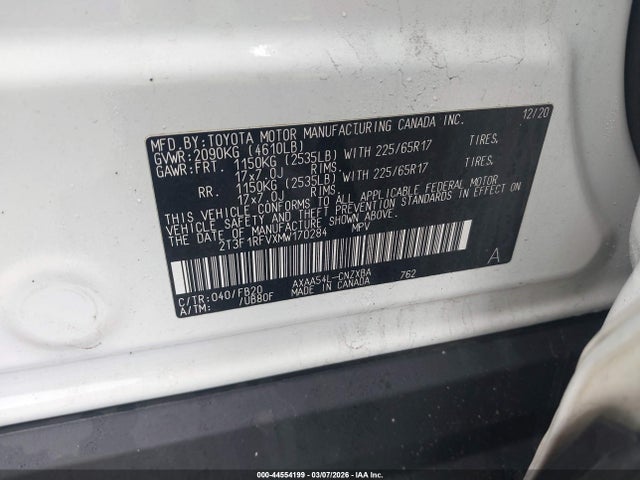 MFD. BY: TOYOTA MOTOR MANUFACTURING CANADA INC. 12/20
GVWR: 2090KG (4610LB)
GAWR: FRT. 1150KG (2535LB) WITH 225/65R17 TIRES.
17x7.0J RIMS.
RR. 1150KG (2535LB) WITH 225/65R17 TIRES.
17x7.0J RIMS.
THIS VEHICLE CONFORMS TO ALL APPLICABLE FEDERAL MOTOR
VEHICLE SAFETY AND THEFT PREVENTION STANDARDS IN EFFECT
ON THE DATE OF MANUFACTURE SHOWN ABOVE.
2T3F1RFVXMW170284 MPV
A
C/TR: 040/FB20 AXAA54L-CNZXBA 762
A/TM: /UB80F MADE IN CANADA
000-44554199 — 03/07/2026 — IAA Inc.